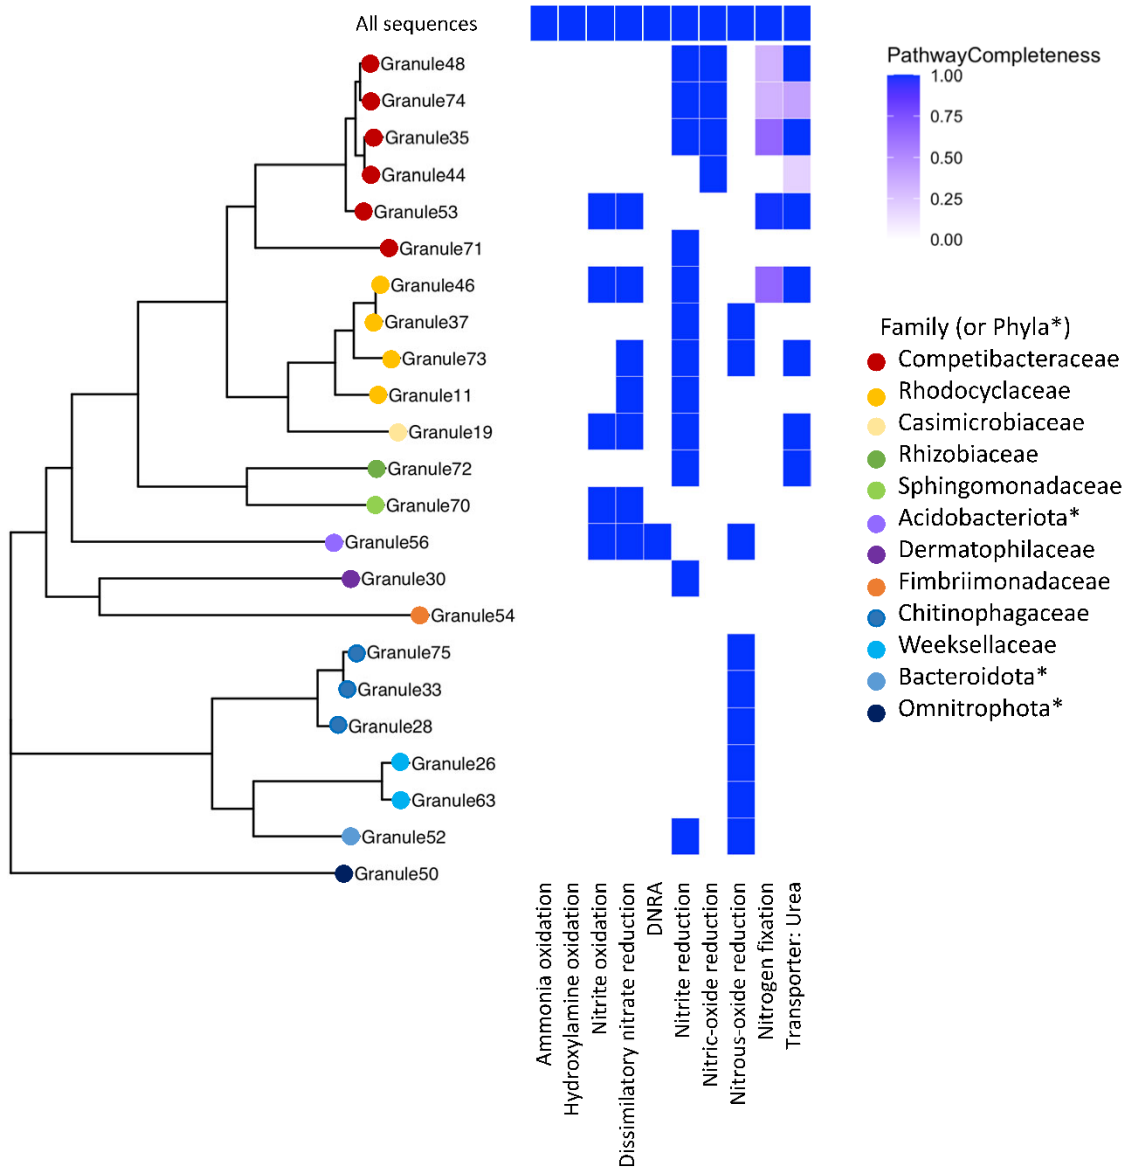 All sequences
Granule48
Granule74
Granule35
Granule44
Granule53
Granule71
Granule46
Granule37
Granule73
Granule11
Granule19
Granule72
Granule70
Granule56
Granule30
Granule54
Granule75
Granule33
Granule28
Granule26
Granule63
Granule52
Granule50
Ammonia oxidation
Hydroxylamine oxidation
Nitrite oxidation
Dissimilatory nitrate reduction
DNRA
Nitrite reduction
Nitric-oxide reduction
Nitrous-oxide reduction
Nitrogen fixation
Transporter: Urea
PathwayCompleteness
1.00
0.75
0.50
0.25
0.00
Family (or Phyla*)
Competibacteraceae
Rhodocyclaceae
Casimicrobiaceae
Rhizobiaceae
Sphingomonadaceae
Acidobacteriota*
Dermatophilaceae
Fimbriimonadaceae
Chitinophagaceae
Weeksellaceae
Bacteroidota*
Omnitrophota*